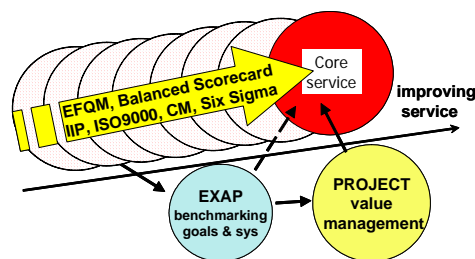 EFQM, Balanced Scorecard
IIP, ISO9000, CM, Six Sigma
Core
service
improving
service
EXAP
benchmarking
goals & sys
PROJECT
value
management